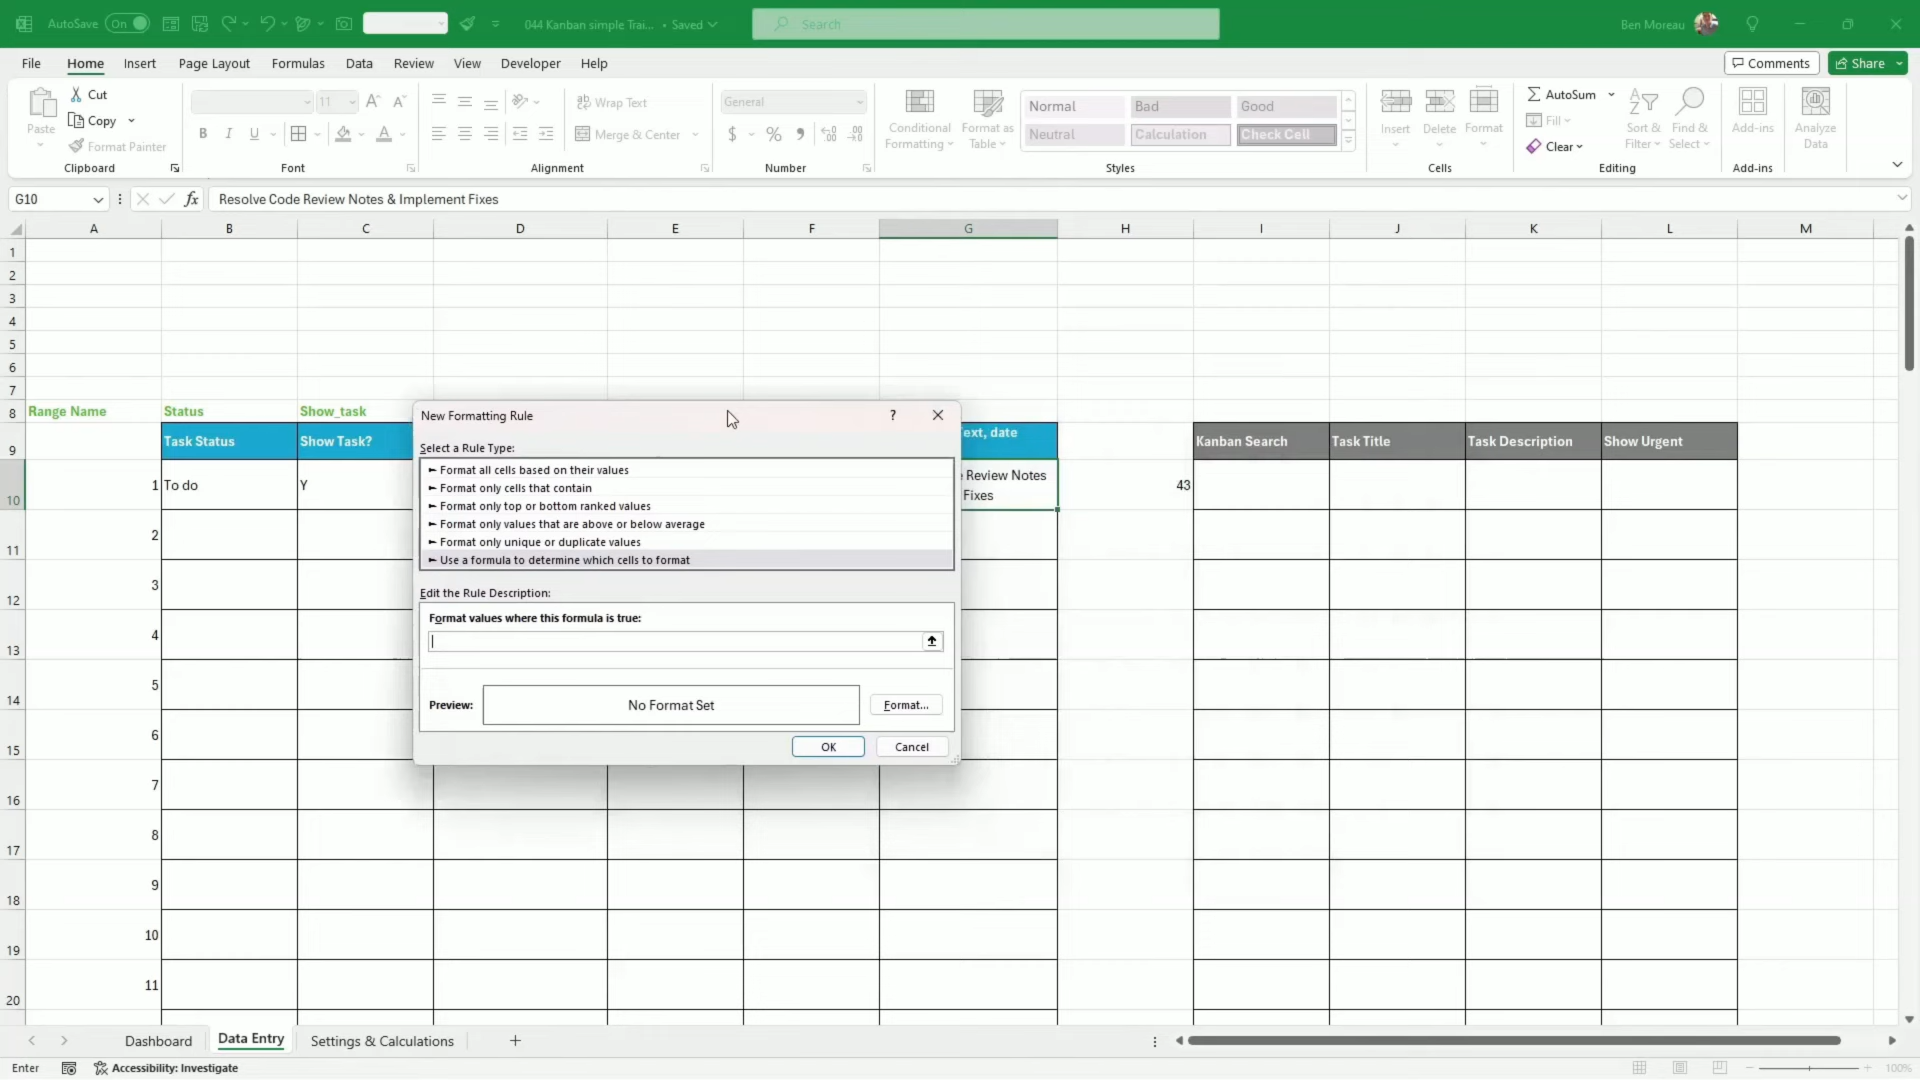 AutoSave On 044 Kanban simple Trai... • Saved Search Ben Moreau
File Home Insert Page Layout Formulas Data Review View Developer Help Comments Share
Paste Cut Copy Format Painter Clipboard
11 B I U Font
Wrap Text Merge & Center Alignment
General $ % Number
Conditional Formatting Format as Table
Normal Bad Good
Neutral Calculation Check Cell
Styles
Insert Delete Format Cells
AutoSum Fill Clear Sort & Filter Find & Select Editing
Add-ins Add-ins
Analyze Data
G10 fx Resolve Code Review Notes & Implement Fixes
A B C D E F G H I J K L M
1
2
3
4
5
6
7
8 Range Name Status Show_task
9 Task Status Show Task? ext, date Kanban Search Task Title Task Description Show Urgent
10 1 To do Y Review Notes Fixes 43
11 2
12 3
13 4
14 5
15 6
16 7
17 8
18 9
19 10
20 11
New Formatting Rule ?
Select a Rule Type:
► Format all cells based on their values
► Format only cells that contain
► Format only top or bottom ranked values
► Format only values that are above or below average
► Format only unique or duplicate values
► Use a formula to determine which cells to format
Edit the Rule Description:
Format values where this formula is true:
Preview: No Format Set Format...
OK Cancel
Dashboard Data Entry Settings & Calculations +
Enter Accessibility: Investigate 100%